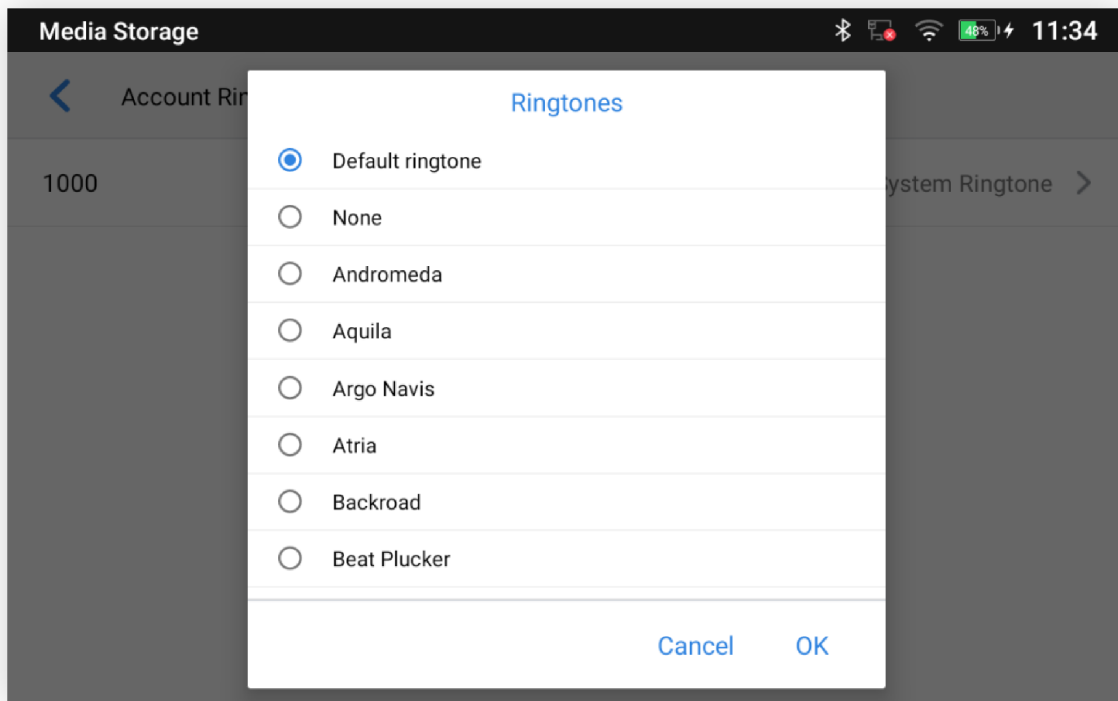 Media Storage 48% 11:34
Account Rin
Ringtones
Default ringtone
1000
System Ringtone
None
Andromeda
Aquila
Argo Navis
Atria
Backroad
Beat Plucker
Cancel OK